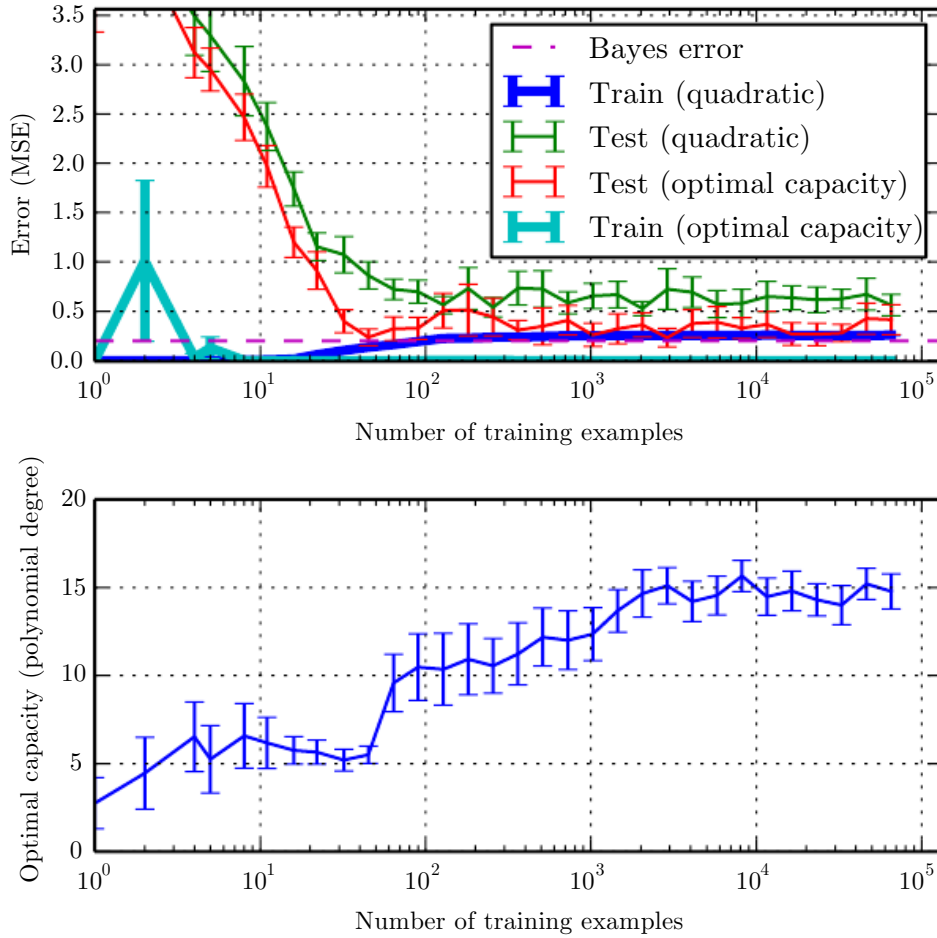 3.5
3.0
2.5
2.0
1.5
1.0
0.5
0.0
Error (MSE)
Bayes error
Train (quadratic)
Test (quadratic)
Test (optimal capacity)
Train (optimal capacity)
10^0 10^1 10^2 10^3 10^4 10^5
Number of training examples
20
15
10
5
0
Optimal capacity (polynomial degree)
10^0 10^1 10^2 10^3 10^4 10^5
Number of training examples